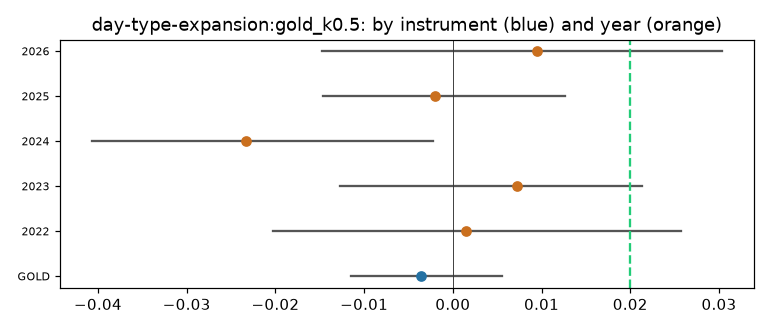 day-type-expansion:gold_k0.5: by instrument (blue) and year (orange)
2026
2025
2024
2023
2022
GOLD
−0.04 −0.03 −0.02 −0.01 0.00 0.01 0.02 0.03